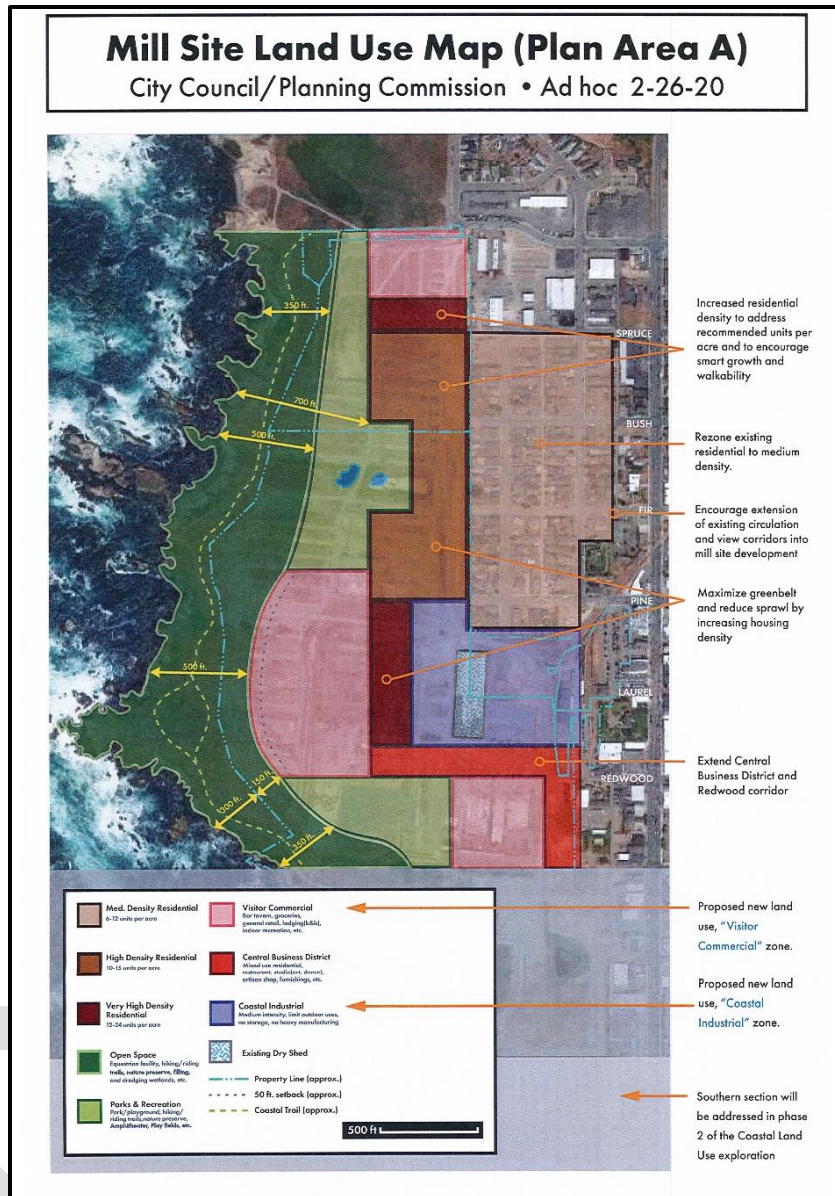 Mill Site Land Use Map (Plan Area A)
City Council/Planning Commission • Ad hoc 2-26-20
350 ft.
700 ft.
500 ft.
500 ft.
150 ft.
300 ft.
350 ft.
SPRUCE
BUSH
FIR
PINE
LAUREL
REDWOOD
Increased residential
density to address
recommended units per
acre and to encourage
smart growth and
walkability
Rezone existing
residential to medium
density.
Encourage extension
of existing circulation
and view corridors into
mill site development
Maximize greenbelt
and reduce sprawl by
increasing housing
density
Extend Central
Business District and
Redwood corridor
Proposed new land
use, “Visitor
Commercial” zone.
Proposed new land
use, “Coastal
Industrial” zone.
Southern section will
be addressed in phase
2 of the Coastal Land
Use exploration
Med. Density Residential
6-12 units per acre
High Density Residential
10-15 units per acre
Very High Density
Residential
12-24 units per acre
Open Space
Equestrian facility, hiking/riding
trails, nature preserve, filling,
and dredging wetlands, etc.
Parks & Recreation
Park/playground, hiking/
riding trails,nature preserve,
Amphitheater, Play fields, etc.
Visitor Commercial
Bar tavern, groceries,
general retail, lodging(b&b),
indoor recreation, etc.
Central Business District
Mixed use residential,
restaurant, studio(art, dance),
artizan shop, furnishings, etc.
Coastal Industrial
Medium intensity, limit outdoor uses,
no storage, no heavy manufacturing
Existing Dry Shed
Property Line (approx.)
50 ft. setback (approx.)
Coastal Trail (approx.)
500 ft